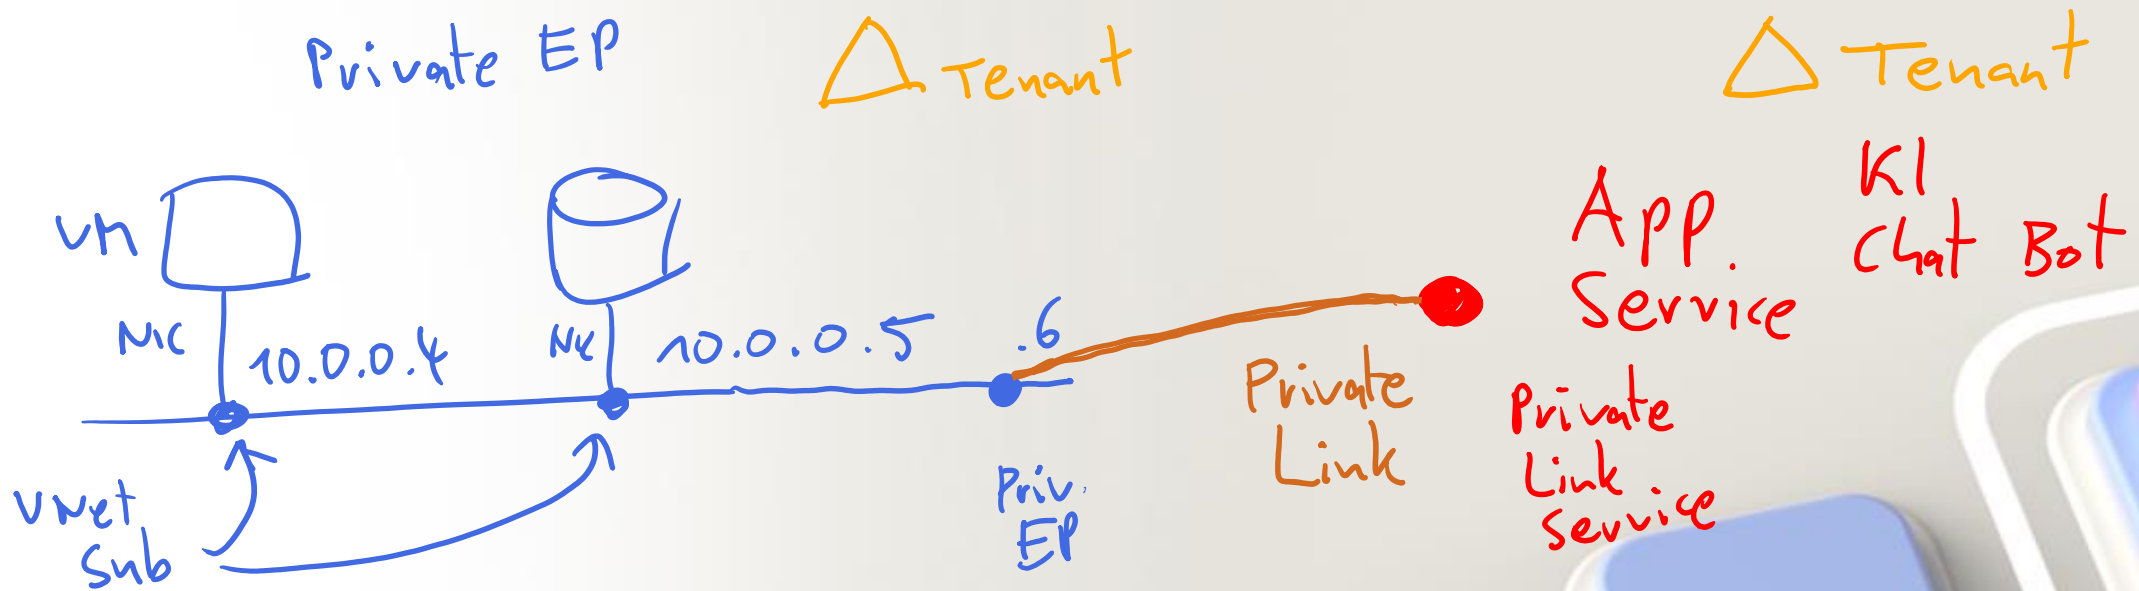 Private EP
Tenant
Tenant
VM
NIC
10.0.0.4
NIC
10.0.0.5
.6
Priv.
EP
VNet
Sub
Private
Link
App.
Service
KI
Chat Bot
Private
Link
Service